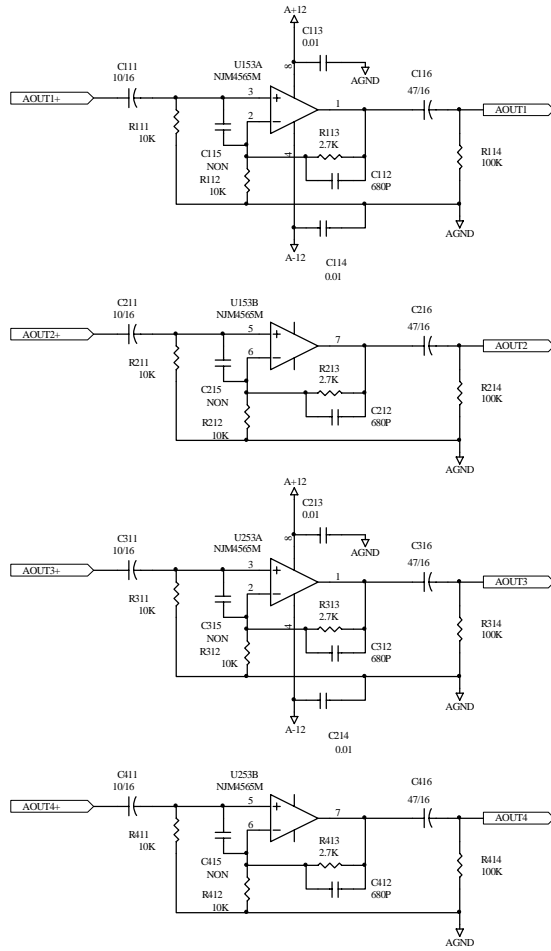 A+12
C113
0.01
U153A
NJM4565M
8
AGND
C111
10/16
C116
47/16
AOUT1+
3
1
AOUT1
2
R111
10K
R113
2.7K
C115
NON
4
R114
100K
R112
10K
C112
680P
AGND
A-12
C114
0.01
C211
10/16
U153B
NJM4565M
C216
47/16
AOUT2+
5
7
AOUT2
6
R211
10K
R213
2.7K
C215
NON
R214
100K
R212
10K
C212
680P
AGND
A+12
C213
0.01
U253A
NJM4565M
8
AGND
C311
10/16
C316
47/16
AOUT3+
3
1
AOUT3
2
R311
10K
R313
2.7K
C315
NON
4
R314
100K
R312
10K
C312
680P
AGND
A-12
C214
0.01
C411
10/16
U253B
NJM4565M
C416
47/16
AOUT4+
5
7
AOUT4
6
R411
10K
R413
2.7K
C415
NON
R414
100K
R412
10K
C412
680P
AGND